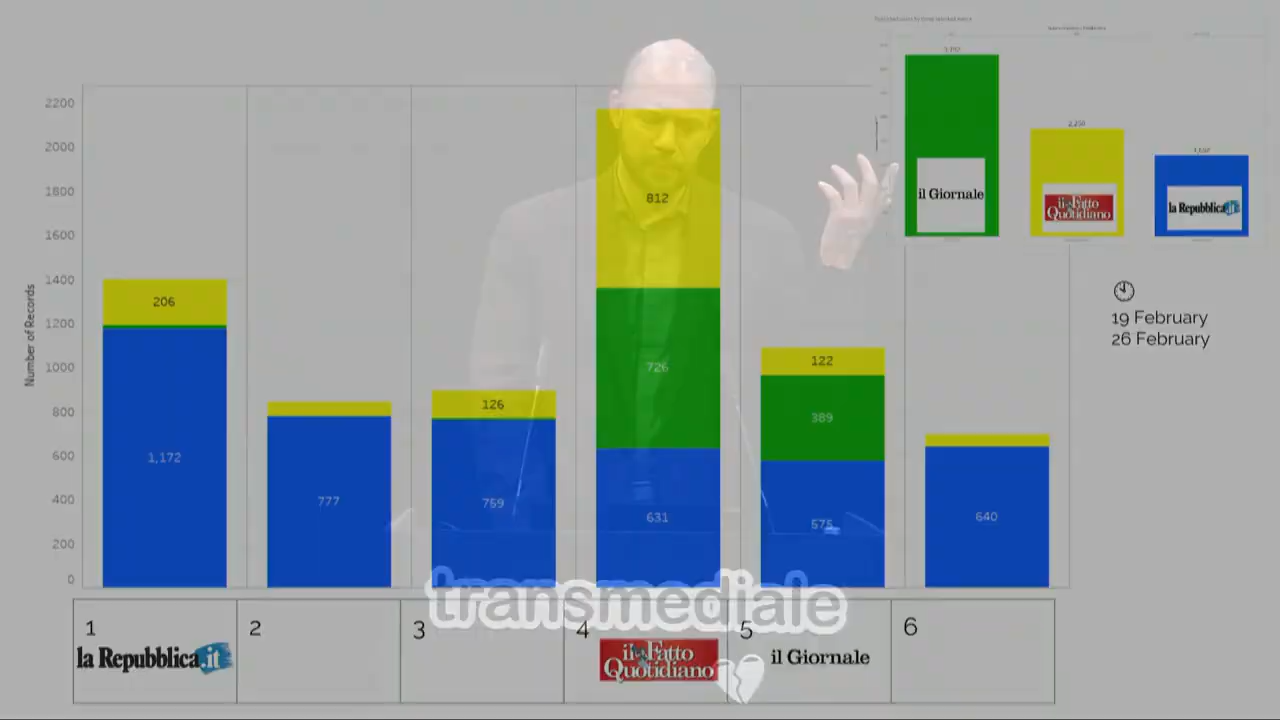 2200
2000
1800
1600
1400
1200
1000
800
600
400
200
0
Number of Records
206
1,172
777
126
759
812
726
631
122
389
575
640
2,250
il Giornale
il Fatto
Quotidiano
la Repubblica.it
19 February
26 February
transmediale
1
la Repubblica.it
2
3
4
il Fatto
Quotidiano
5
il Giornale
6